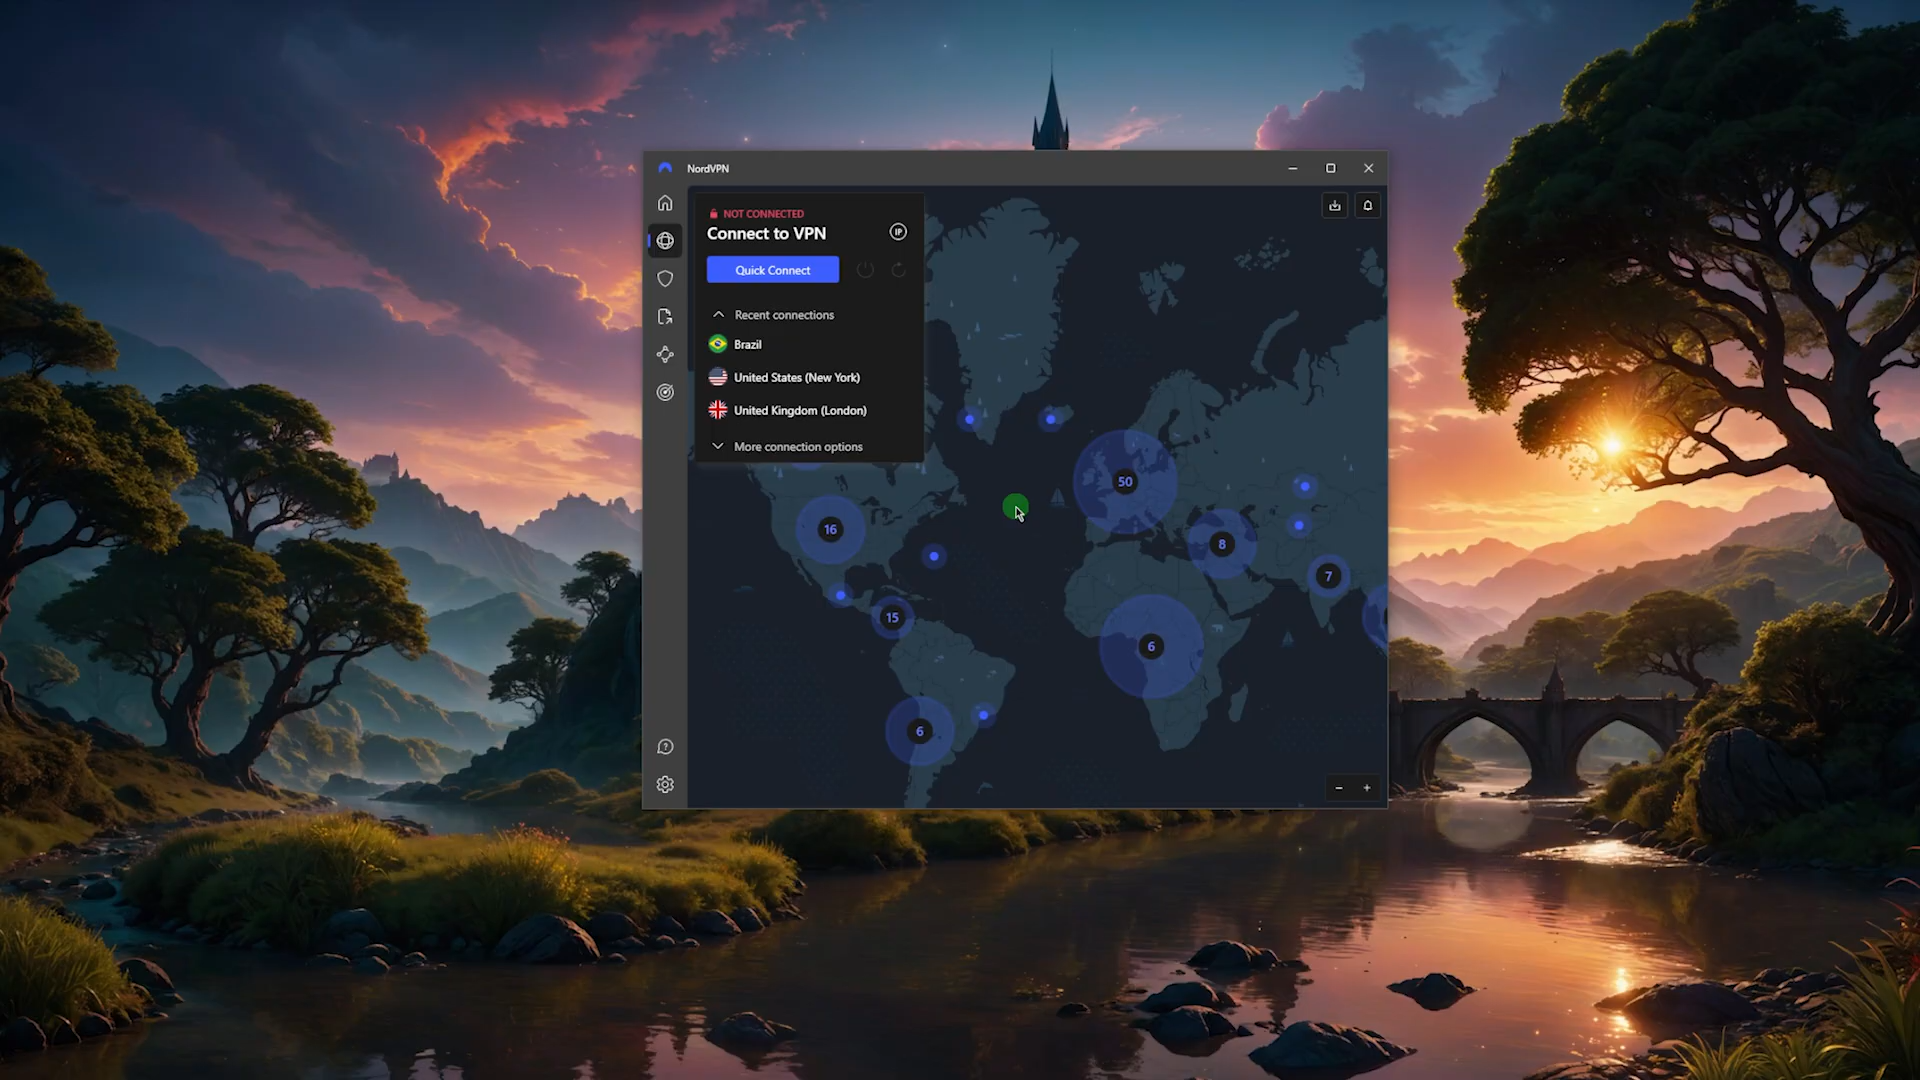 NordVPN
NOT CONNECTED
Connect to VPN
IP
Quick Connect
Recent connections
Brazil
United States (New York)
United Kingdom (London)
More connection options
50
16
8
7
15
6
6